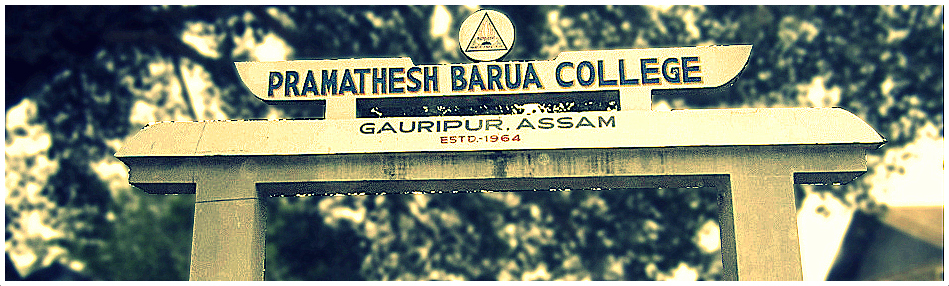 PRAMATHESH BARUA COLLEGE
GAURIPUR, ASSAM
ESTD.-1964